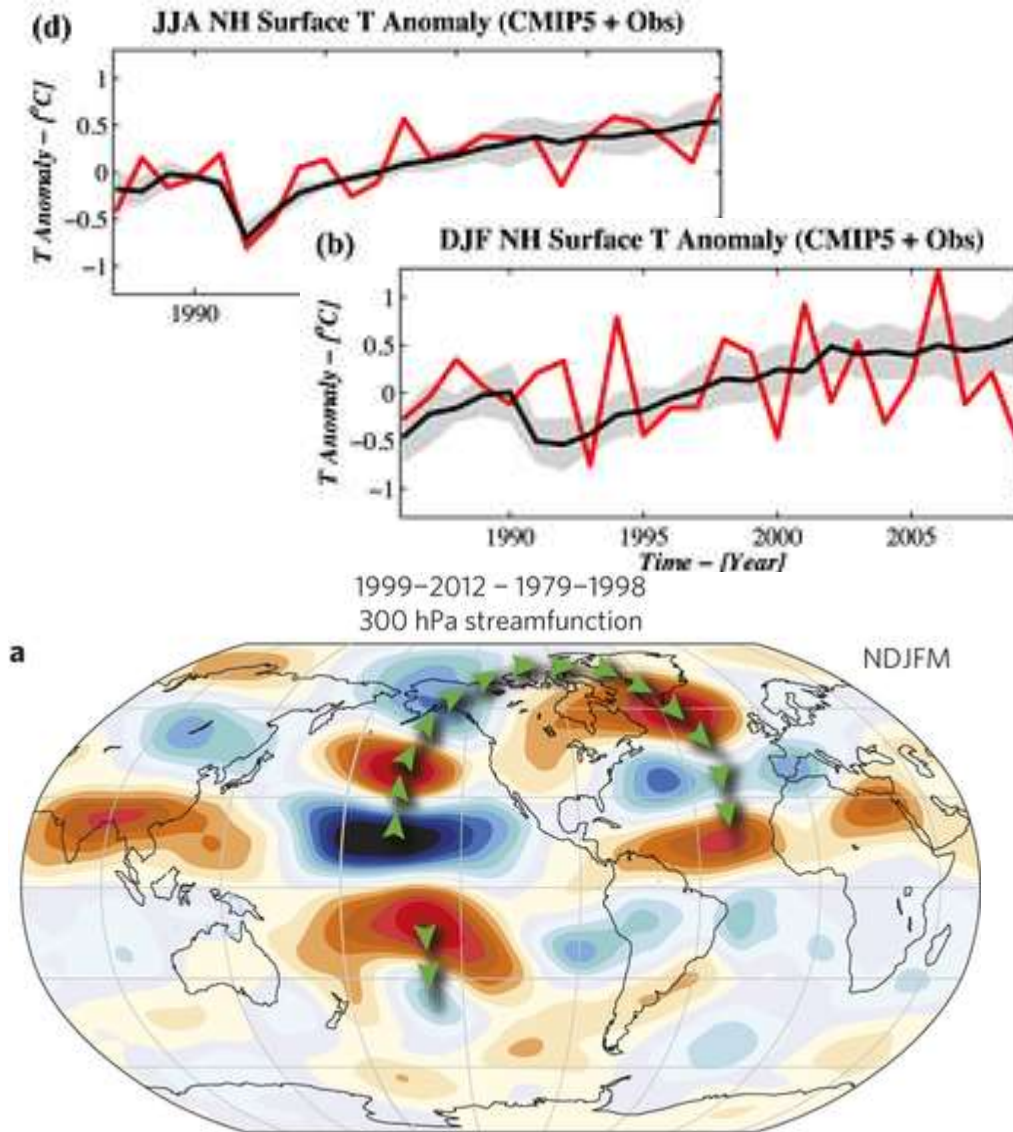 (d) JJA NH Surface T Anomaly (CMIP5 + Obs)
T Anomaly – [°C]
1
0.5
0
−0.5
−1
1990
(b) DJF NH Surface T Anomaly (CMIP5 + Obs)
T Anomaly – [°C]
1
0.5
0
−0.5
−1
1990 1995 2000 2005
Time – [Year]
1999–2012 – 1979–1998
300 hPa streamfunction
a NDJFM